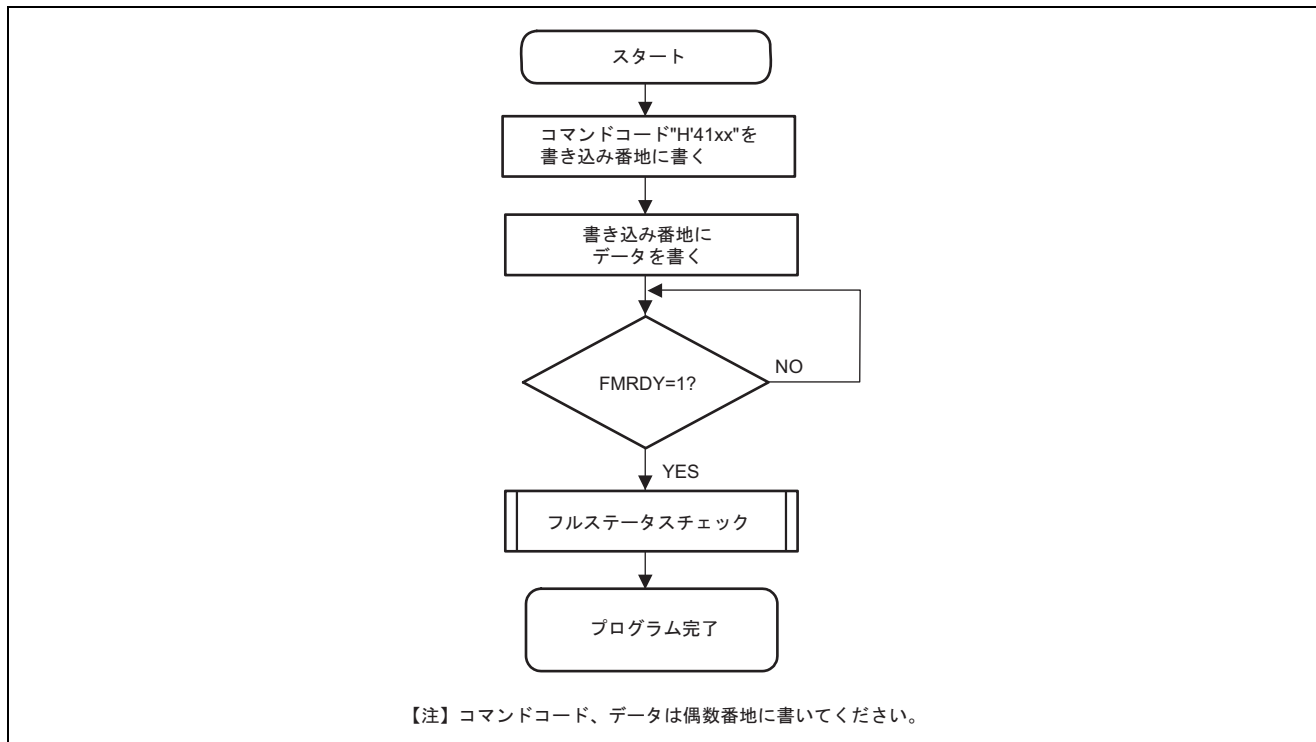 スタート
コマンドコード"H'41xx"を
書き込み番地に書く
書き込み番地に
データを書く
FMRDY=1?
NO
YES
フルステータスチェック
プログラム完了
【注】コマンドコード、データは偶数番地に書いてください。